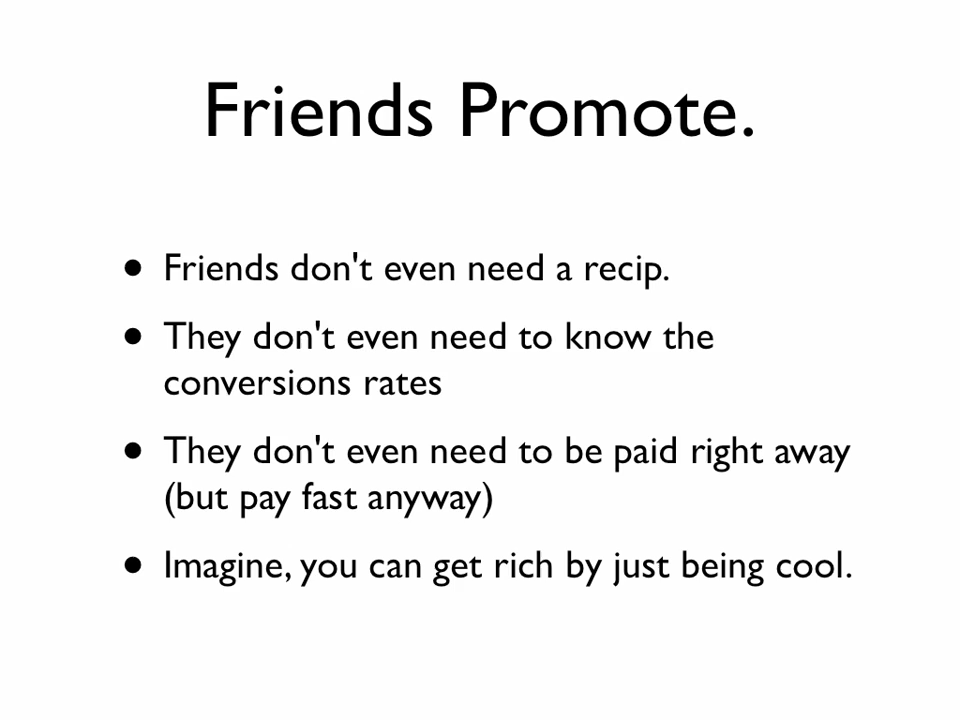 Friends Promote.
• Friends don't even need a recip.
• They don't even need to know the
conversions rates
• They don't even need to be paid right away
(but pay fast anyway)
• Imagine, you can get rich by just being cool.